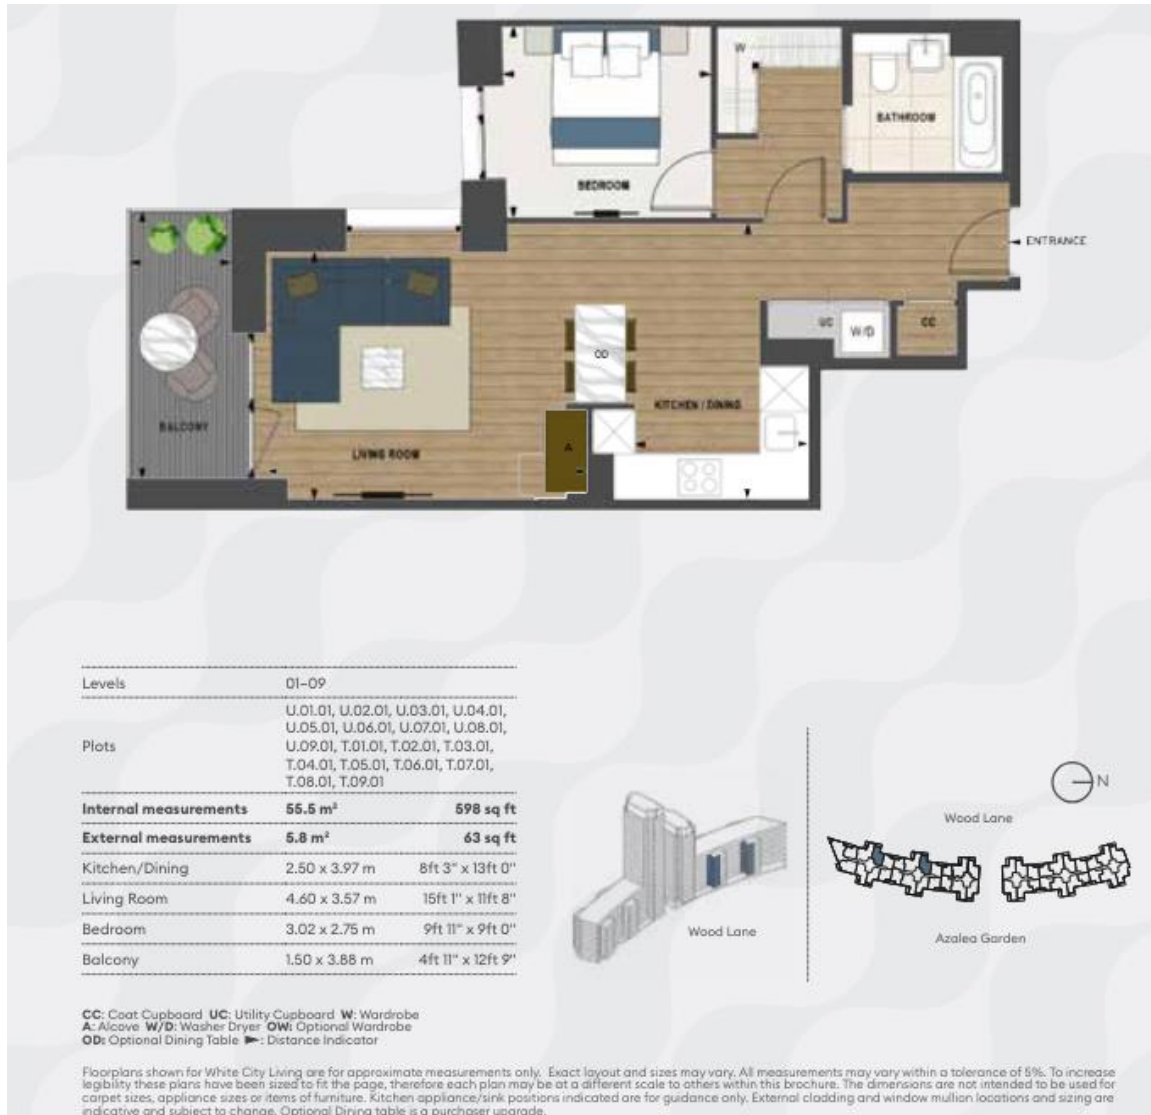 W
BATHROOM
BEDROOM
ENTRANCE
UC
W/D
CC
OD
KITCHEN / DINING
BALCONY
LIVING ROOM
A
Levels 01–09
Plots
U.01.01, U.02.01, U.03.01, U.04.01,
U.05.01, U.06.01, U.07.01, U.08.01,
U.09.01, T.01.01, T.02.01, T.03.01,
T.04.01, T.05.01, T.06.01, T.07.01,
T.08.01, T.09.01
Internal measurements 55.5 m² 598 sq ft
External measurements 5.8 m² 63 sq ft
Kitchen/Dining 2.50 x 3.97 m 8ft 3" x 13ft 0"
Living Room 4.60 x 3.57 m 15ft 1" x 11ft 8"
Bedroom 3.02 x 2.75 m 9ft 11" x 9ft 0"
Balcony 1.50 x 3.88 m 4ft 11" x 12ft 9"
Wood Lane
N
Wood Lane
Azalea Garden
CC: Coat Cupboard UC: Utility Cupboard W: Wardrobe
A: Alcove W/D: Washer Dryer OW: Optional Wardrobe
OD: Optional Dining Table ►: Distance Indicator
Floorplans shown for White City Living are for approximate measurements only. Exact layout and sizes may vary. All measurements may vary within a tolerance of 5%. To increase
legibility these plans have been sized to fit the page, therefore each plan may be at a different scale to others within this brochure. The dimensions are not intended to be used for
carpet sizes, appliance sizes or items of furniture. Kitchen appliance/sink positions indicated are for guidance only. External cladding and window mullion locations and sizing are
indicative and subject to change. Optional Dining table is a purchaser upgrade.